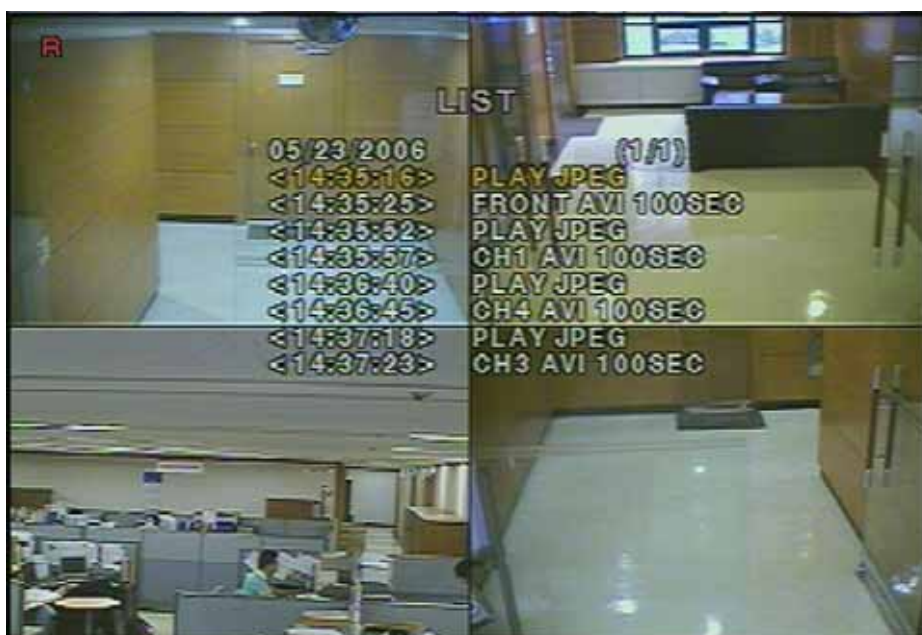 R
LIST
05/23/2006 (1/1)
<14:35:16> PLAY JPEG
<14:35:25> FRONT AVI 100SEC
<14:35:52> PLAY JPEG
<14:35:57> CH1 AVI 100SEC
<14:36:40> PLAY JPEG
<14:36:45> CH4 AVI 100SEC
<14:37:18> PLAY JPEG
<14:37:23> CH3 AVI 100SEC